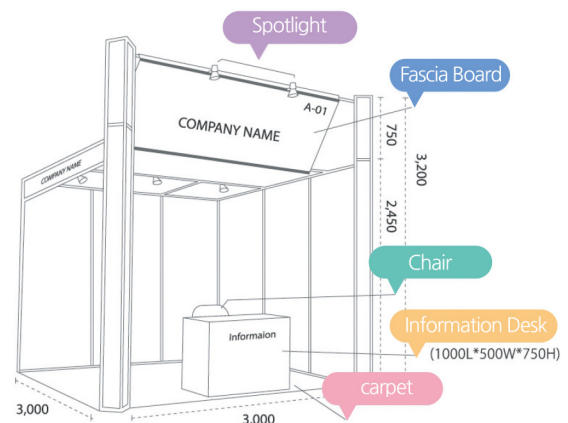 Spotlight
Fascia Board
A-01
COMPANY NAME
750
3,200
COMPANY NAME
2,450
Chair
Informaion
Information Desk
(1000L*500W*750H)
carpet
3,000
3,000